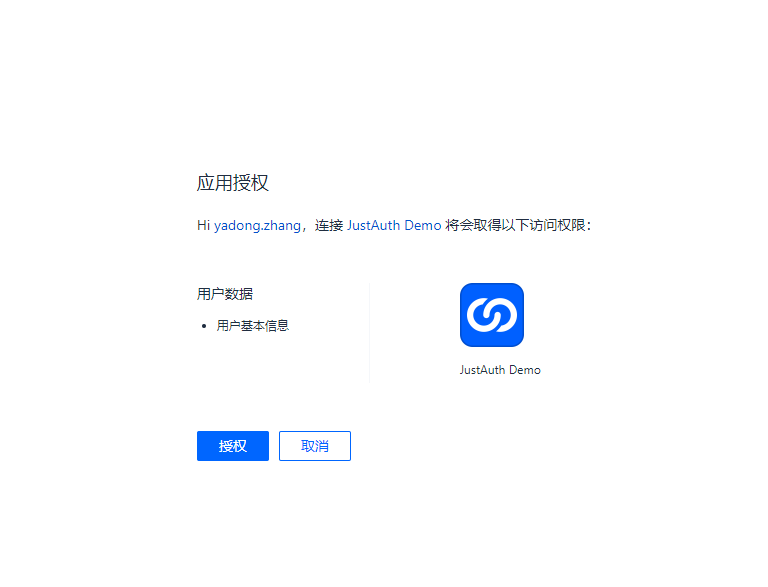 应用授权
Hi yadong.zhang，连接 JustAuth Demo 将会取得以下访问权限：
用户数据
用户基本信息
JustAuth Demo
授权
取消